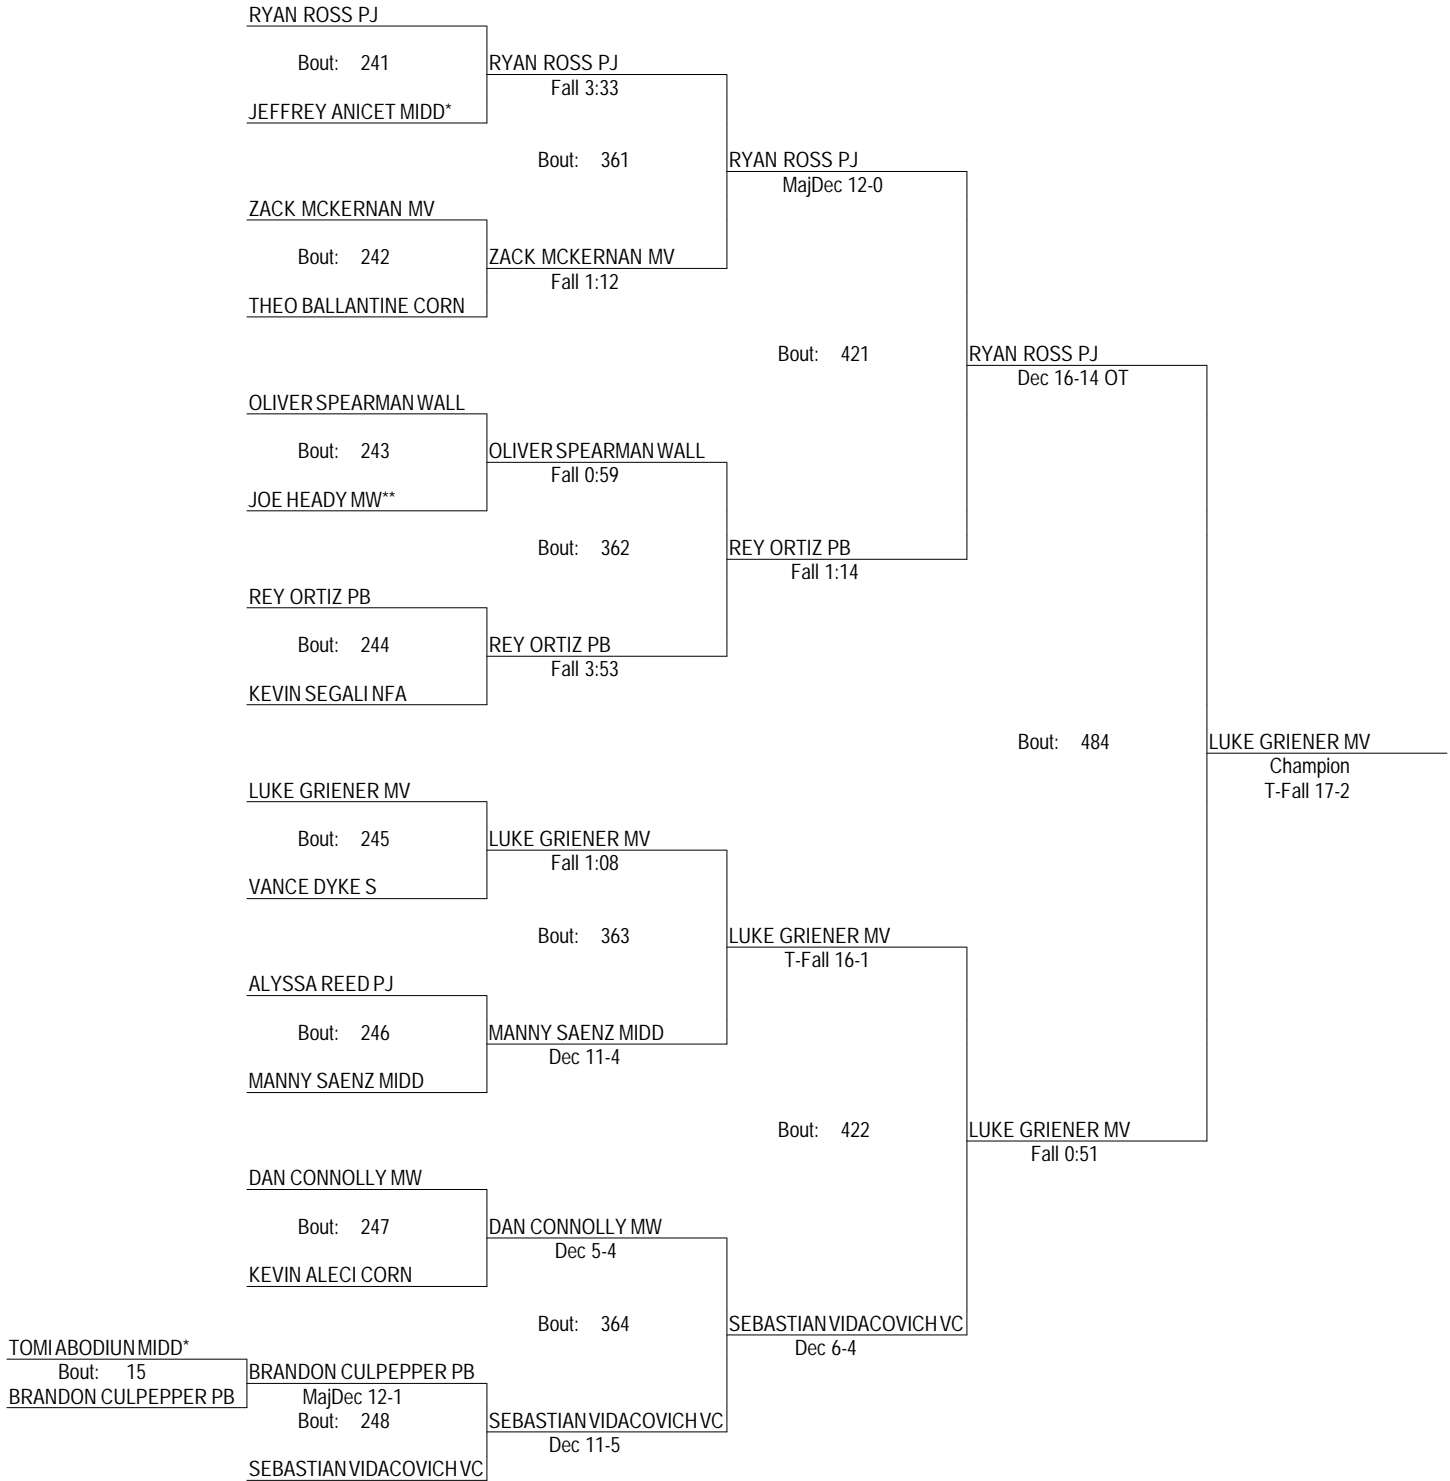 RYAN ROSS PJ
Bout: 241
RYAN ROSS PJ
Fall 3:33
JEFFREY ANICET MIDD*
Bout: 361
RYAN ROSS PJ
MajDec 12-0
ZACK MCKERNAN MV
Bout: 242
ZACK MCKERNAN MV
Fall 1:12
THEO BALLANTINE CORN
Bout: 421
RYAN ROSS PJ
Dec 16-14 OT
OLIVER SPEARMAN WALL
Bout: 243
OLIVER SPEARMAN WALL
Fall 0:59
JOE HEADY MW**
Bout: 362
REY ORTIZ PB
Fall 1:14
REY ORTIZ PB
Bout: 244
REY ORTIZ PB
Fall 3:53
KEVIN SEGALI NFA
Bout: 484
LUKE GRIENER MV
Champion
T-Fall 17-2
LUKE GRIENER MV
Bout: 245
LUKE GRIENER MV
Fall 1:08
VANCE DYKE S
Bout: 363
LUKE GRIENER MV
T-Fall 16-1
ALYSSA REED PJ
Bout: 246
MANNY SAENZ MIDD
Dec 11-4
MANNY SAENZ MIDD
Bout: 422
LUKE GRIENER MV
Fall 0:51
DAN CONNOLLY MW
Bout: 247
DAN CONNOLLY MW
Dec 5-4
KEVIN ALECI CORN
Bout: 364
SEBASTIAN VIDACOVICH VC
Dec 6-4
TOMI ABODIUN MIDD*
Bout: 15
BRANDON CULPEPPER PB
BRANDON CULPEPPER PB
MajDec 12-1
Bout: 248
SEBASTIAN VIDACOVICH VC
Dec 11-5
SEBASTIAN VIDACOVICH VC